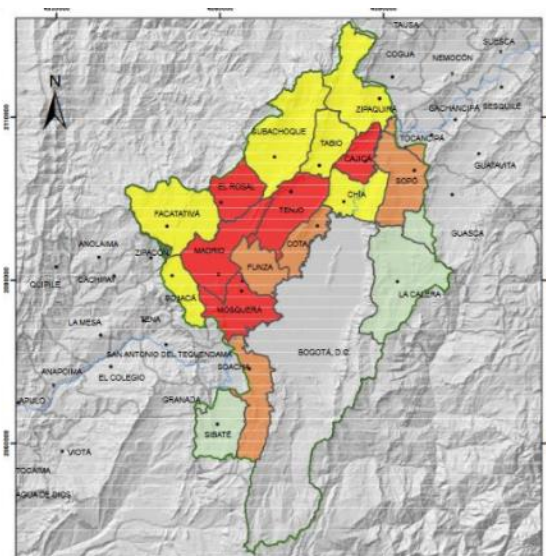 TAUSA
SUESCA
COGUA
NEMOCÓN
N
SESQUILÉ
ZIPAQUIRÁ
GACHANCIPÁ
SUBACHOQUE
TOCANCIPÁ
TABIO
CAJICÁ
GUATAVITA
SOPÓ
EL ROSAL
CHÍA
TENJO
FACATATIVÁ
COTA
GUASCA
ANOLAIMA
ZIPACÓN
MADRID
FUNZA
CACHIPAY
QUIPILE
BOJACÁ
LA CALERA
MOSQUERA
LA MESA
TENA
SAN ANTONIO DEL TEQUENDAMA
BOGOTÁ, D.C.
SOACHA
ANAPOIMA
EL COLEGIO
APULO
GRANADA
SIBATÉ
VIOTÁ
TOCAIMA
AGUA DE DIOS